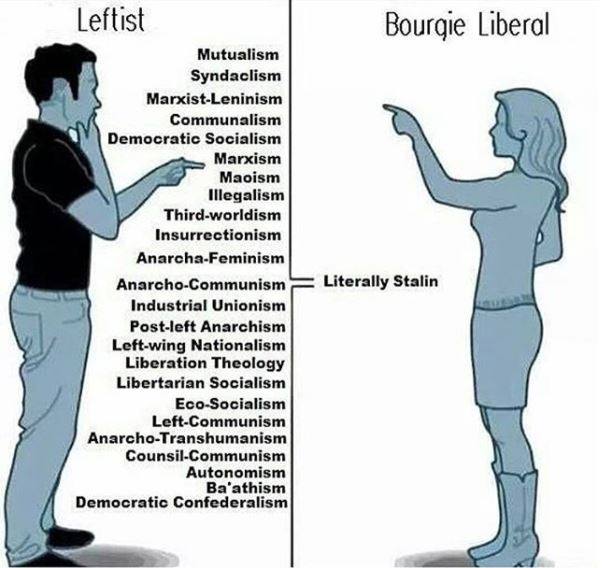 Leftist
Bourgie Liberal
Mutualism
Syndaclism
Marxist-Leninism
Communalism
Democratic Socialism
Marxism
Maoism
Illegalism
Third-worldism
Insurrectionism
Anarcha-Feminism
Anarcho-Communism
Industrial Unionism
Post-left Anarchism
Left-wing Nationalism
Liberation Theology
Libertarian Socialism
Eco-Socialism
Left-Communism
Anarcho-Transhumanism
Counsil-Communism
Autonomism
Ba'athism
Democratic Confederalism
Literally Stalin